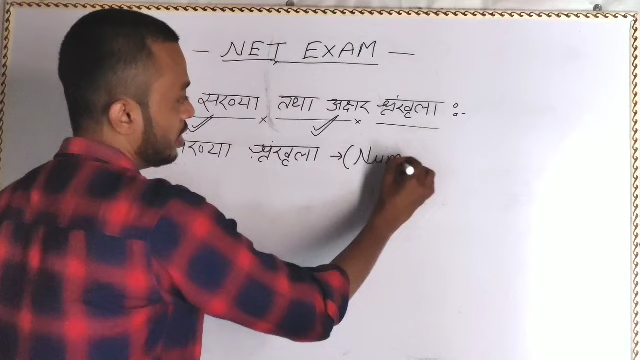 — NET EXAM —
संख्या तथा अक्षर श्रृंखला :-
संख्या श्रृंखला → (Num